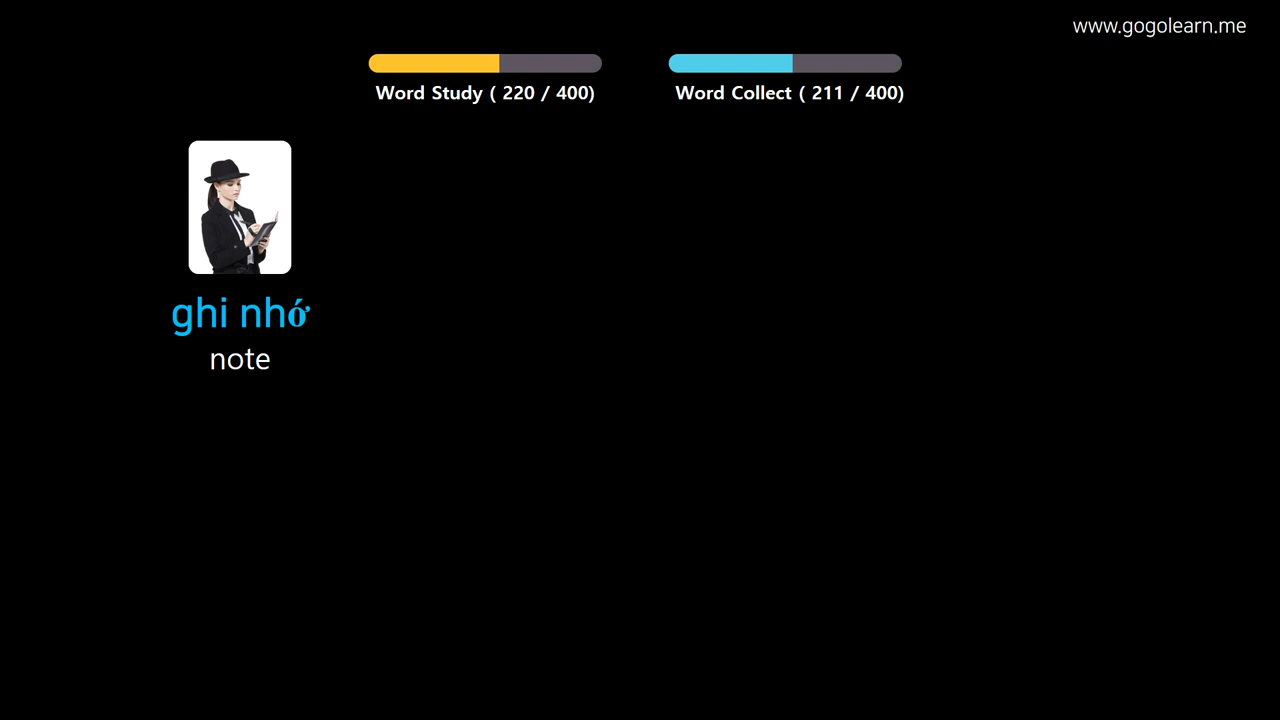 www.gogolearn.me
Word Study ( 220 / 400)
Word Collect ( 211 / 400)
ghi nhớ
note